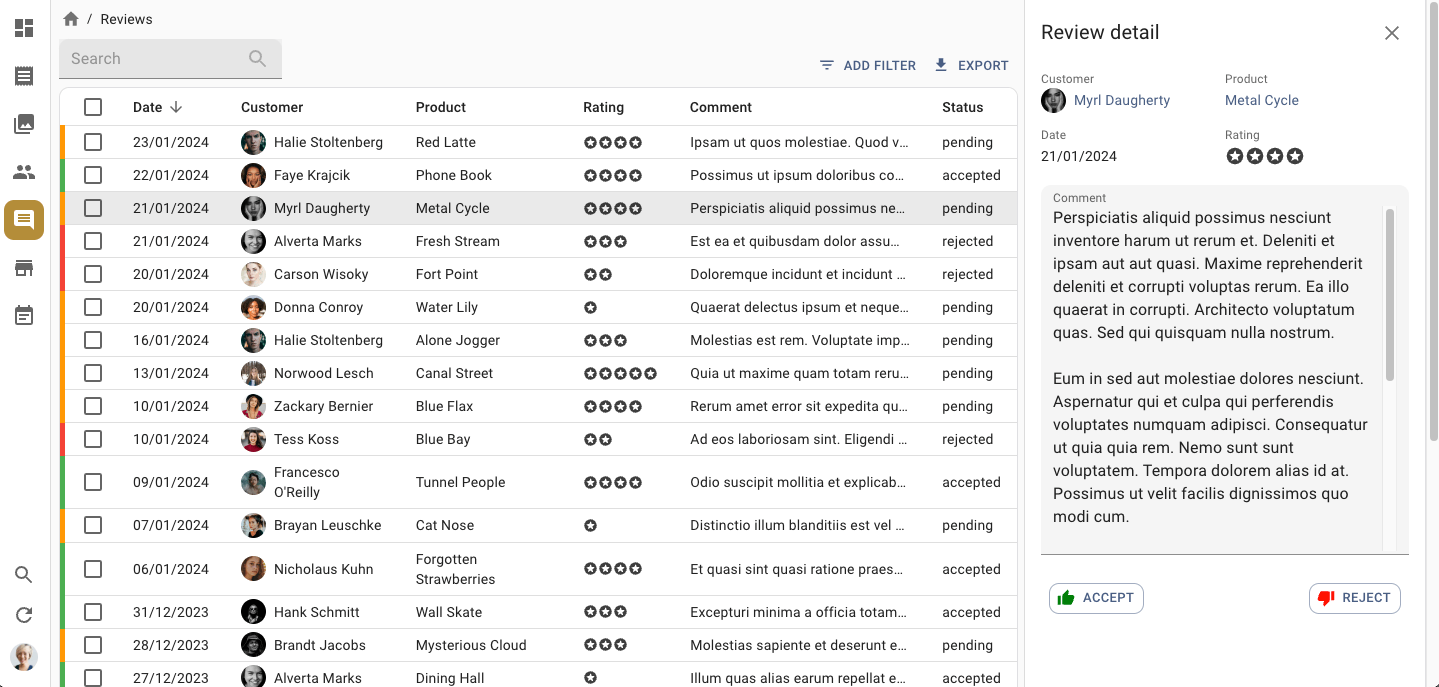 / Reviews
Search
ADD FILTER EXPORT
Date Customer Product Rating Comment Status
23/01/2024 Halie Stoltenberg Red Latte Ipsam ut quos molestiae. Quod v… pending
22/01/2024 Faye Krajcik Phone Book Possimus ut ipsum doloribus co… accepted
21/01/2024 Myrl Daugherty Metal Cycle Perspiciatis aliquid possimus ne… pending
21/01/2024 Alverta Marks Fresh Stream Est ea et quibusdam dolor assu… rejected
20/01/2024 Carson Wisoky Fort Point Doloremque incidunt et incidunt … rejected
20/01/2024 Donna Conroy Water Lily Quaerat delectus ipsum et neque… pending
16/01/2024 Halie Stoltenberg Alone Jogger Molestias est rem. Voluptate imp… pending
13/01/2024 Norwood Lesch Canal Street Quia ut maxime quam totam reru… pending
10/01/2024 Zackary Bernier Blue Flax Rerum amet error sit expedita qu… pending
10/01/2024 Tess Koss Blue Bay Ad eos laboriosam sint. Eligendi … rejected
09/01/2024 Francesco
O'Reilly Tunnel People Odio suscipit mollitia et explicab… accepted
07/01/2024 Brayan Leuschke Cat Nose Distinctio illum blanditiis est vel … pending
06/01/2024 Nicholaus Kuhn Forgotten
Strawberries Et quasi sint quasi ratione praes… accepted
31/12/2023 Hank Schmitt Wall Skate Excepturi minima a officia totam… accepted
28/12/2023 Brandt Jacobs Mysterious Cloud Molestias sapiente et deserunt e… pending
27/12/2023 Alverta Marks Dining Hall Illum quas alias earum repellat e… accepted
Review detail
Customer Product
Myrl Daugherty Metal Cycle
Date Rating
21/01/2024
Comment
Perspiciatis aliquid possimus nesciunt
inventore harum ut rerum et. Deleniti et
ipsam aut aut quasi. Maxime reprehenderit
deleniti et corrupti voluptas rerum. Ea illo
quaerat in corrupti. Architecto voluptatum
quas. Sed qui quisquam nulla nostrum.
Eum in sed aut molestiae dolores nesciunt.
Aspernatur qui et culpa qui perferendis
voluptates numquam adipisci. Consequatur
ut quia quia rem. Nemo sunt sunt
voluptatem. Tempora dolorem alias id at.
Possimus ut velit facilis dignissimos quo
modi cum.
ACCEPT REJECT